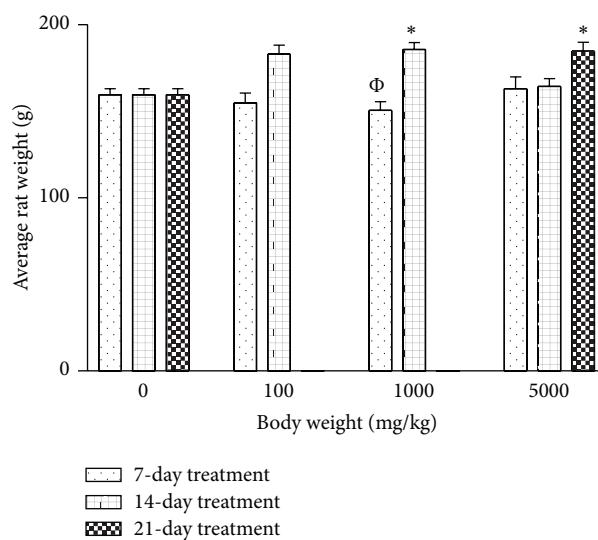 200
100
0
Average rat weight (g)
Φ
*
*
0 100 1000 5000
Body weight (mg/kg)
7-day treatment
14-day treatment
21-day treatment